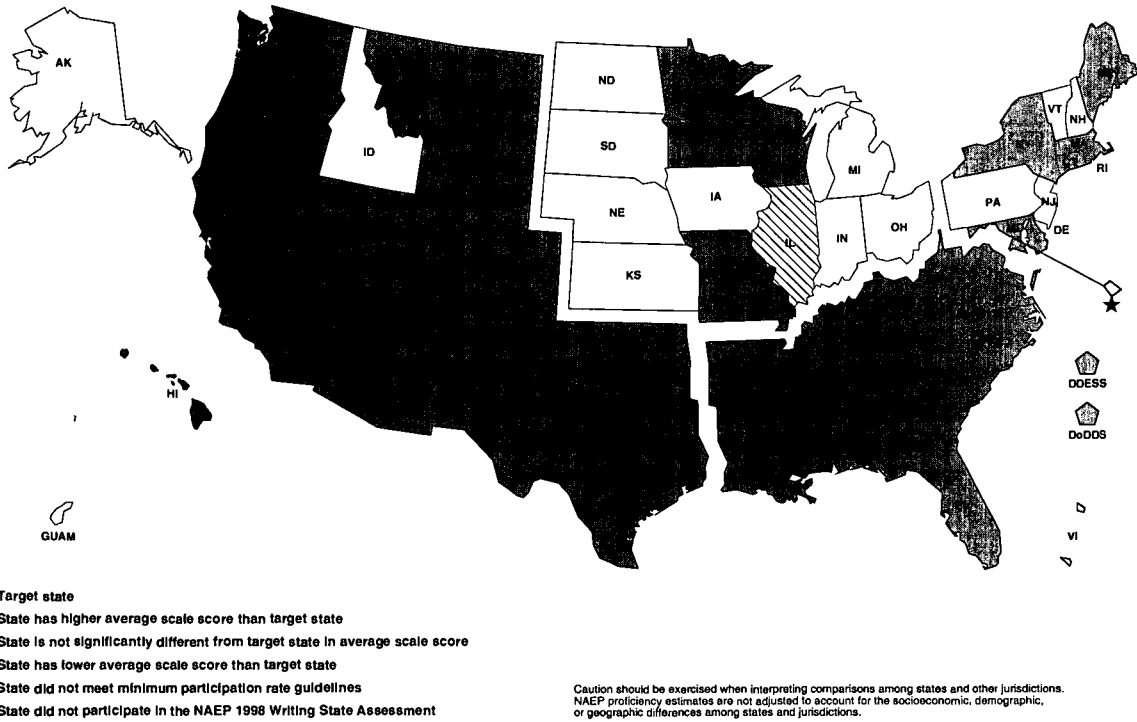 AK
ND
VT
NH
ID
SD
MI
RI
IA
PA
NJ
NE
IL
IN
OH
DE
KS
HI
DDESS
DoDDS
GUAM
VI
Target state
State has higher average scale score than target state
State is not significantly different from target state in average scale score
State has lower average scale score than target state
State did not meet minimum participation rate guidelines
State did not participate in the NAEP 1998 Writing State Assessment
Caution should be exercised when interpreting comparisons among states and other jurisdictions.
NAEP proficiency estimates are not adjusted to account for the socioeconomic, demographic,
or geographic differences among states and jurisdictions.